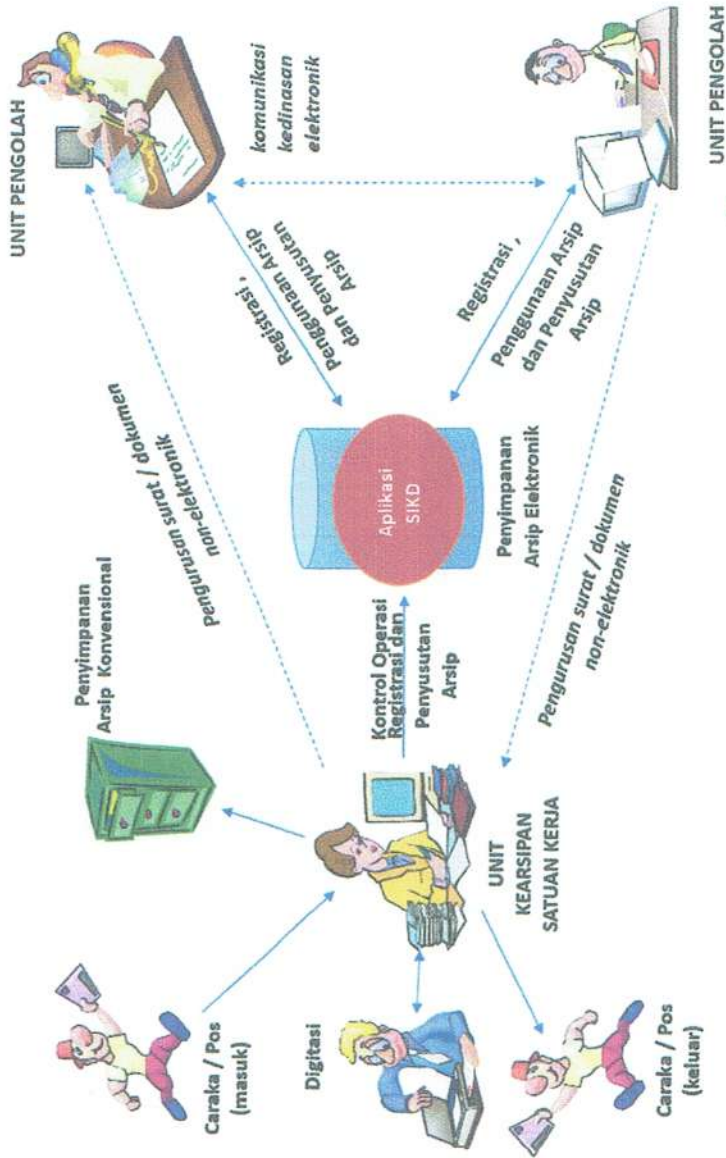 Caraka / Pos
(masuk)
Penyimpanan
Arsip Konvensional
UNIT PENGOLAH
Pengurusan surat / dokumen
non-elektronik
Digitasi
UNIT
KEARSIPAN
SATUAN KERJA
Kontrol Operasi
Registrasi dan
Penyusutan
Arsip
Aplikasi
SIKD
Penyimpanan
Arsip Elektronik
Registrasi ,
Penggunaan Arsip
dan Penyusutan
Arsip
komunikasi
kedinasan
elektronik
Registrasi ,
Penggunaan Arsip
dan Penyusutan
Arsip
Caraka / Pos
(keluar)
Pengurusan surat / dokumen
non-elektronik
UNIT PENGOLAH